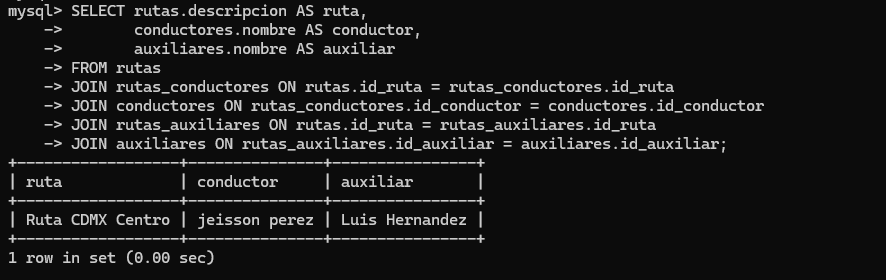 mysql> SELECT rutas.descripcion AS ruta,
    ->        conductores.nombre AS conductor,
    ->        auxiliares.nombre AS auxiliar
    -> FROM rutas
    -> JOIN rutas_conductores ON rutas.id_ruta = rutas_conductores.id_ruta
    -> JOIN conductores ON rutas_conductores.id_conductor = conductores.id_conductor
    -> JOIN rutas_auxiliares ON rutas.id_ruta = rutas_auxiliares.id_ruta
    -> JOIN auxiliares ON rutas_auxiliares.id_auxiliar = auxiliares.id_auxiliar;
+------------------+---------------+----------------+
| ruta             | conductor     | auxiliar       |
+------------------+---------------+----------------+
| Ruta CDMX Centro | jeisson perez | Luis Hernandez |
+------------------+---------------+----------------+
1 row in set (0.00 sec)